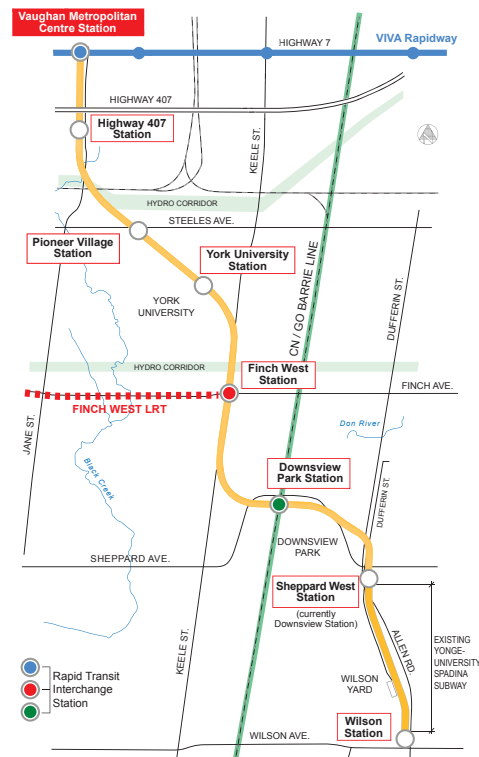 Vaughan Metropolitan
Centre Station
VIVA Rapidway
HIGHWAY 7
HIGHWAY 407
Highway 407
Station
KEELE ST.
HYDRO CORRIDOR
STEELES AVE.
Pioneer Village
Station
York University
Station
YORK
UNIVERSITY
CN / GO BARRIE LINE
DUFFERIN ST.
HYDRO CORRIDOR
Finch West
Station
FINCH AVE.
FINCH WEST LRT
JANE ST.
Don River
Black Creek
Downsview
Park Station
DUFFERIN ST.
DOWNSVIEW
PARK
SHEPPARD AVE.
Sheppard West
Station
(currently
Downsview Station)
KEELE ST.
ALLEN RD.
EXISTING
YONGE-
UNIVERSITY
SPADINA
SUBWAY
Rapid Transit
Interchange
Station
WILSON
YARD
Wilson
Station
WILSON AVE.